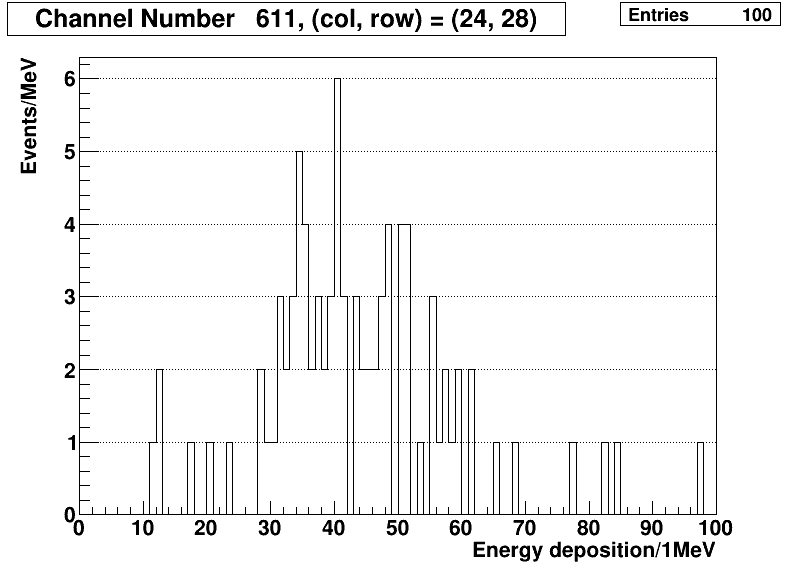 Channel Number 611, (col, row) = (24, 28)
Entries 100
Events/MeV
6
5
4
3
2
1
0
0 10 20 30 40 50 60 70 80 90 100
Energy deposition/1MeV